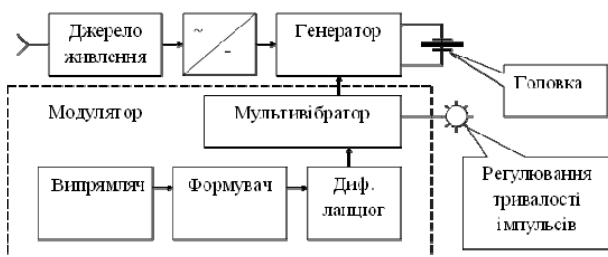 Джерело
живлення
~
-
Генератор
Головка
Модулятор
Мультивібратор
Випрямляч
Формувач
Диф.
ланцюг
Регулювання
тривалості
імпульсів